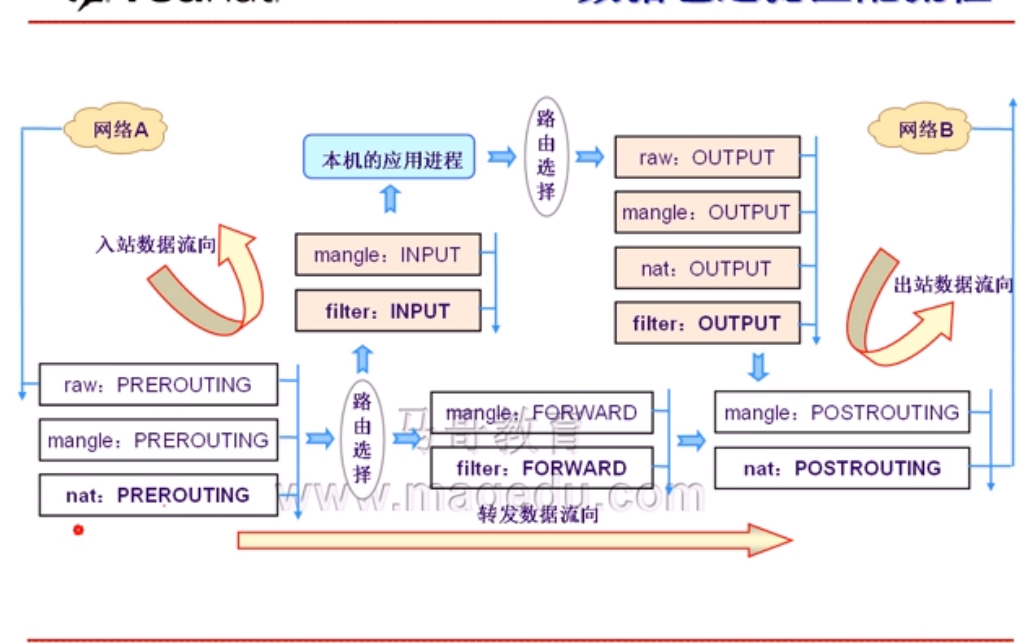 网络A
网络B
本机的应用进程
路由选择
raw：OUTPUT
mangle：OUTPUT
nat：OUTPUT
filter：OUTPUT
入站数据流向
mangle：INPUT
filter：INPUT
出站数据流向
raw：PREROUTING
mangle：PREROUTING
nat：PREROUTING
路由选择
mangle：FORWARD
filter：FORWARD
mangle：POSTROUTING
nat：POSTROUTING
马哥教育
www.magedu.com
转发数据流向